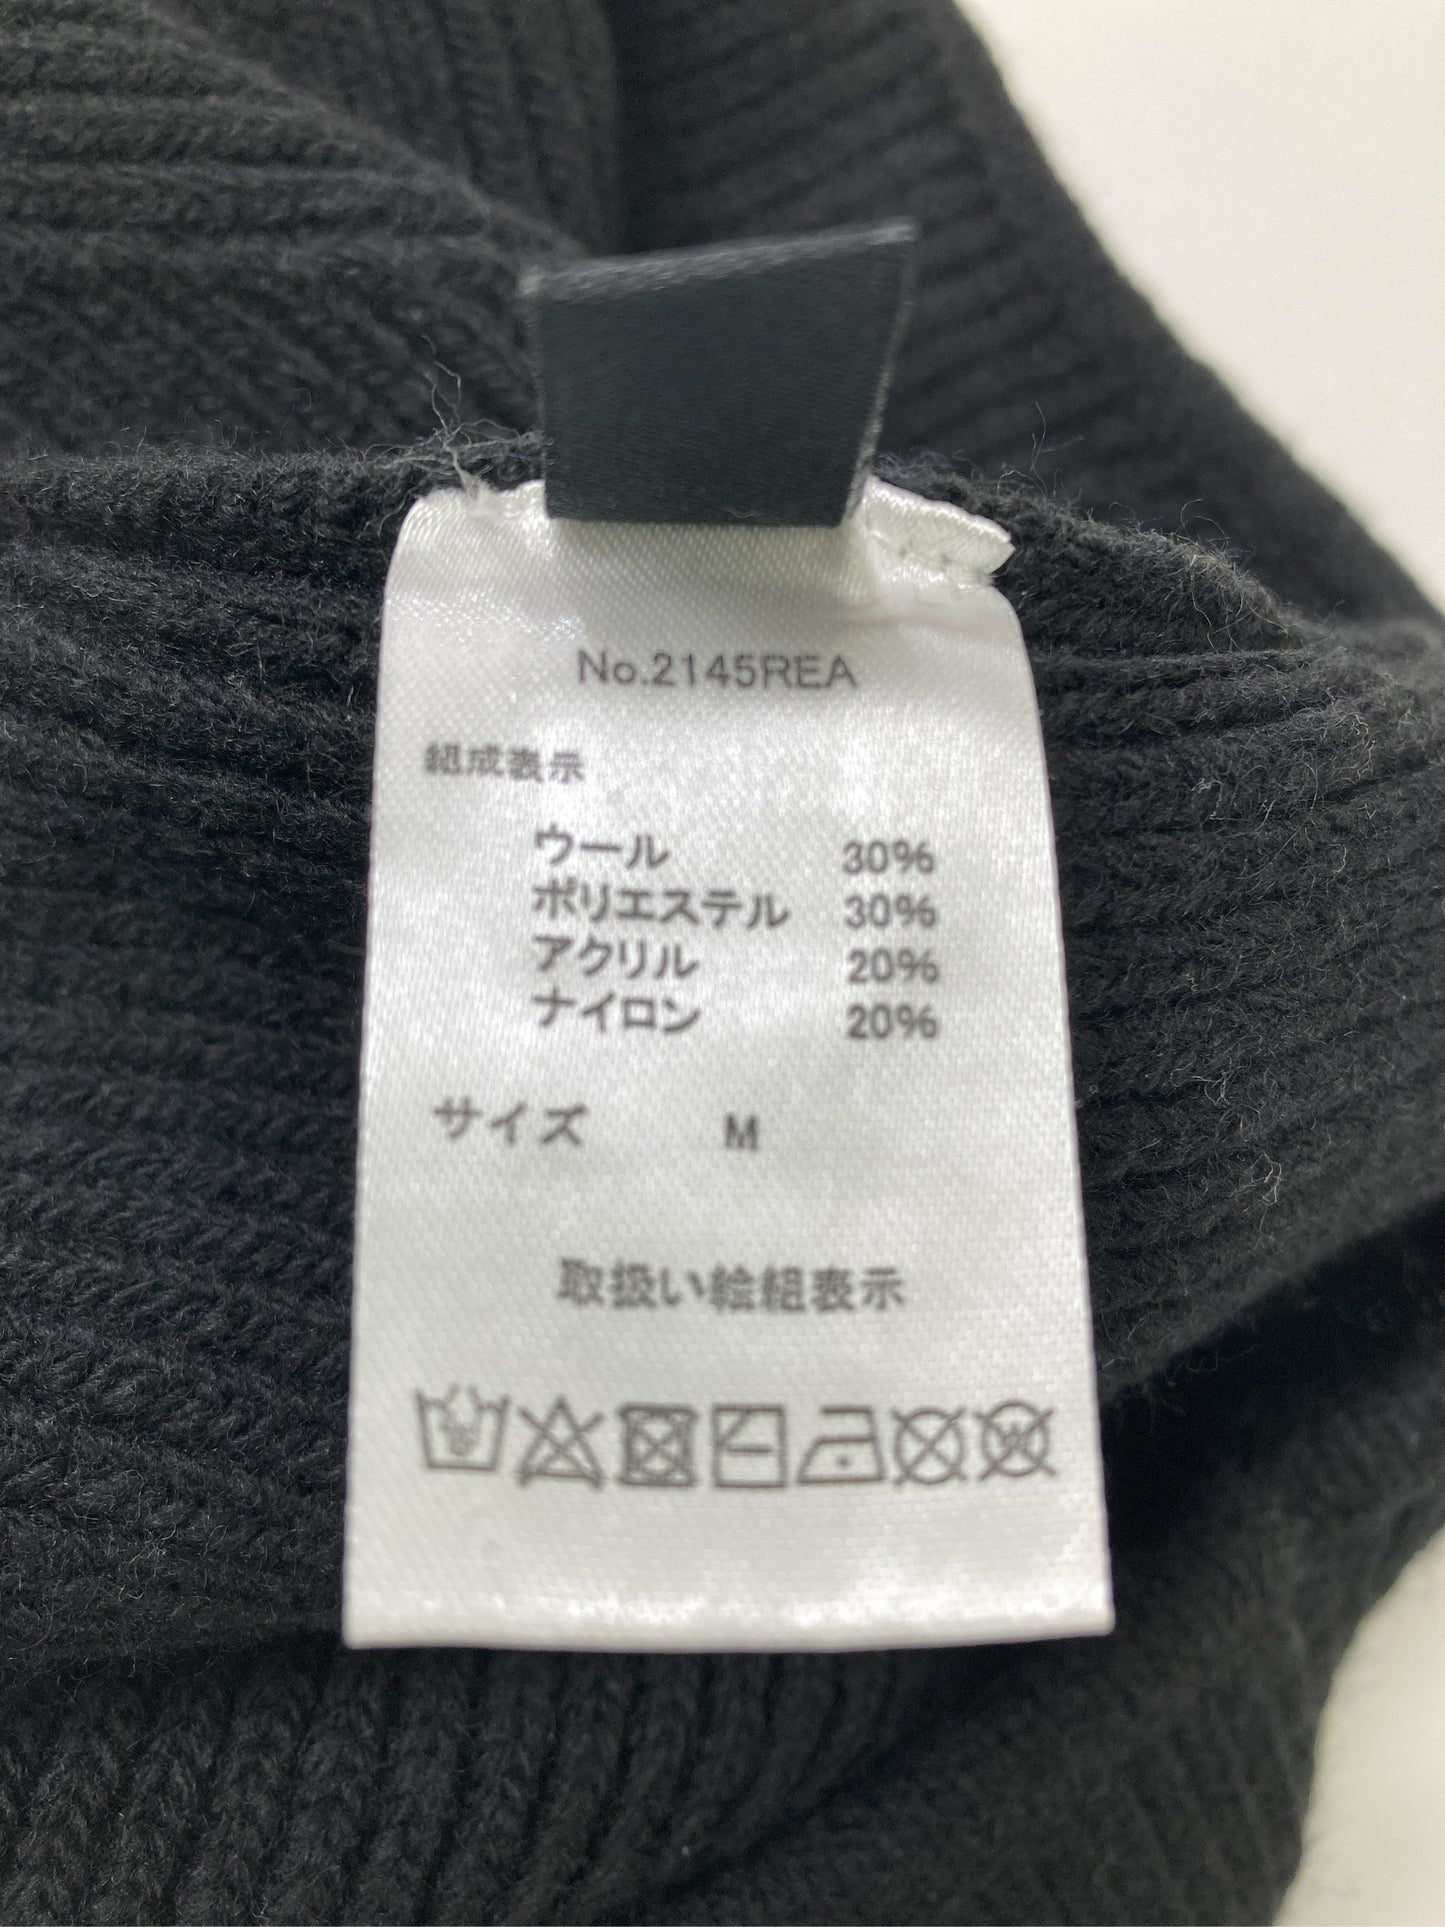 No.2145REA
組成表示
ウール 30%
ポリエステル 30%
アクリル 20%
ナイロン 20%
サイズ M
取扱い絵組表示